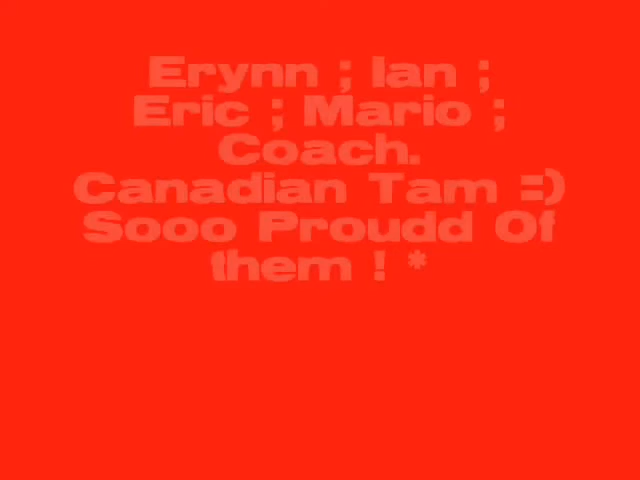 Erynn ; Ian ;
Eric ; Mario ;
Coach.
Canadian Tam =)
Sooo Proudd Of
them ! *